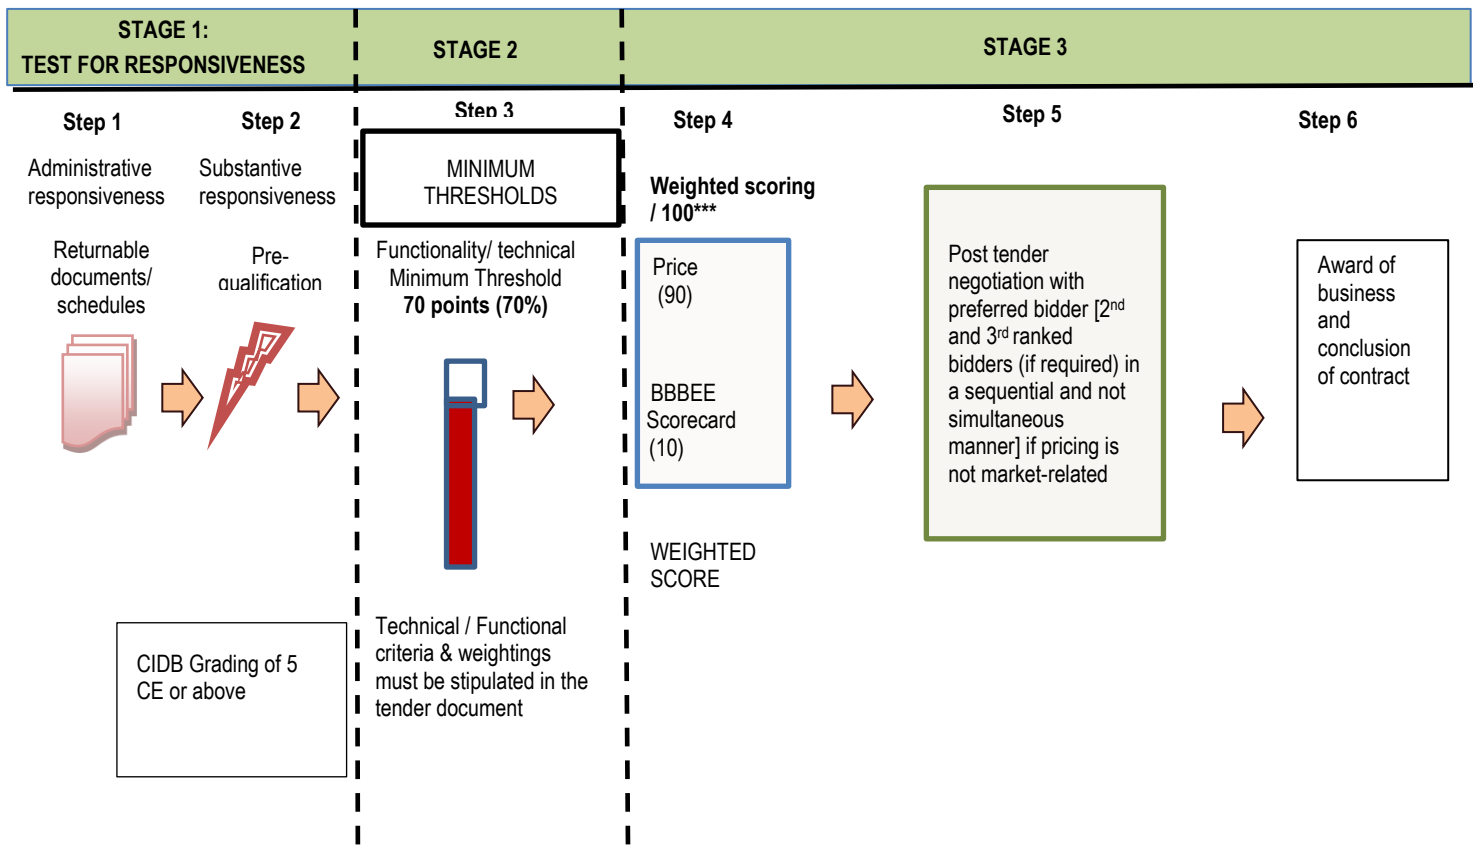 STAGE 1:
TEST FOR RESPONSIVENESS
STAGE 2
STAGE 3
Step 1
Administrative
responsiveness
Returnable
documents/
schedules
Step 2
Substantive
responsiveness
Pre-
qualification
CIDB Grading of 5
CE or above
Step 3
MINIMUM
THRESHOLDS
Functionality/ technical
Minimum Threshold
70 points (70%)
Technical / Functional
criteria & weightings
must be stipulated in the
tender document
Step 4
Weighted scoring
/ 100***
Price
(90)
BBBEE
Scorecard
(10)
WEIGHTED
SCORE
Step 5
Post tender
negotiation with
preferred bidder [2nd
and 3rd ranked
bidders (if required) in
a sequential and not
simultaneous
manner] if pricing is
not market-related
Step 6
Award of
business
and
conclusion
of contract